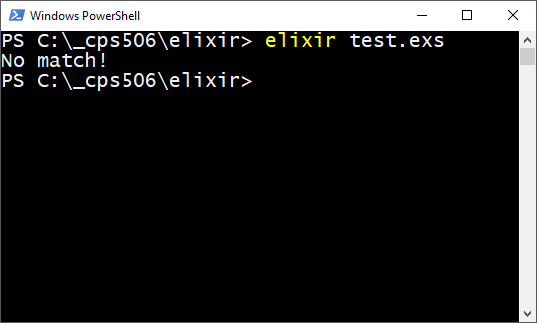 Windows PowerShell
PS C:\_cps506\elixir> elixir test.exs
No match!
PS C:\_cps506\elixir>